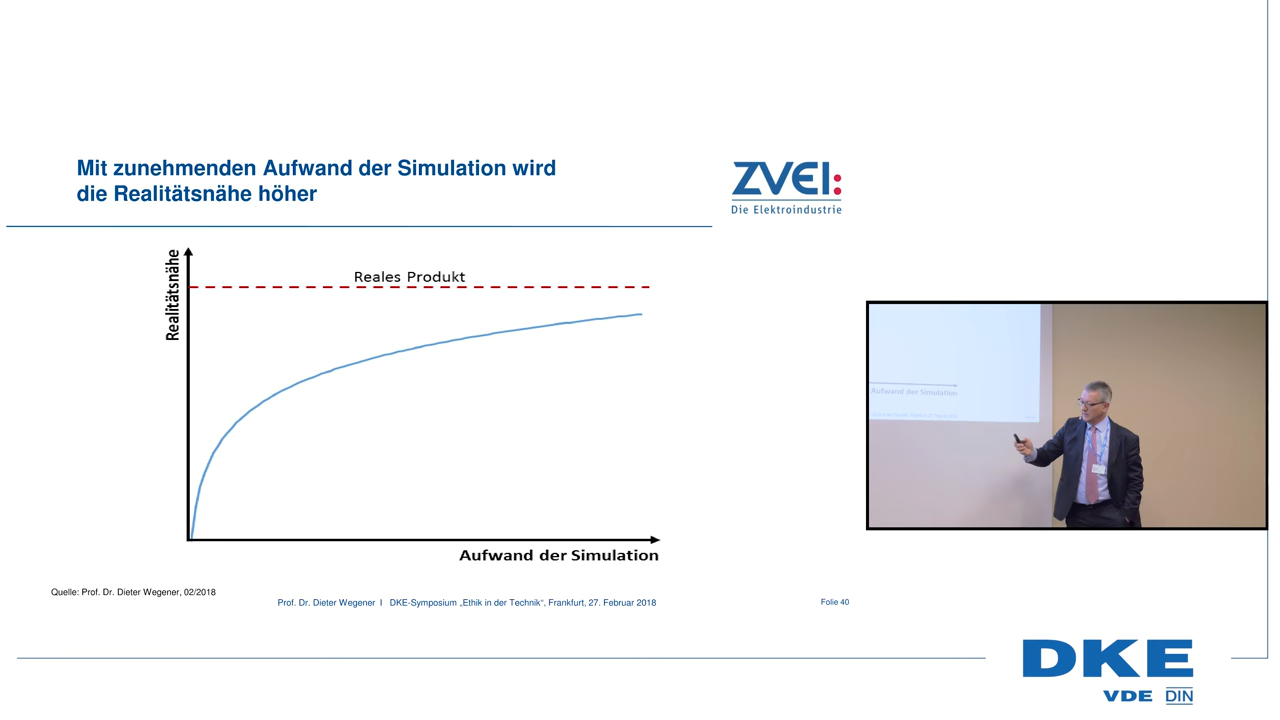 Mit zunehmenden Aufwand der Simulation wird
die Realitätsnähe höher
ZVEI:
Die Elektroindustrie
Realitätsnähe
Reales Produkt
Aufwand der Simulation
Aufwand der Simulation
Quelle: Prof. Dr. Dieter Wegener, 02/2018
Prof. Dr. Dieter Wegener I DKE-Symposium „Ethik in der Technik“, Frankfurt, 27. Februar 2018
Folie 40
DKE
VDE DIN